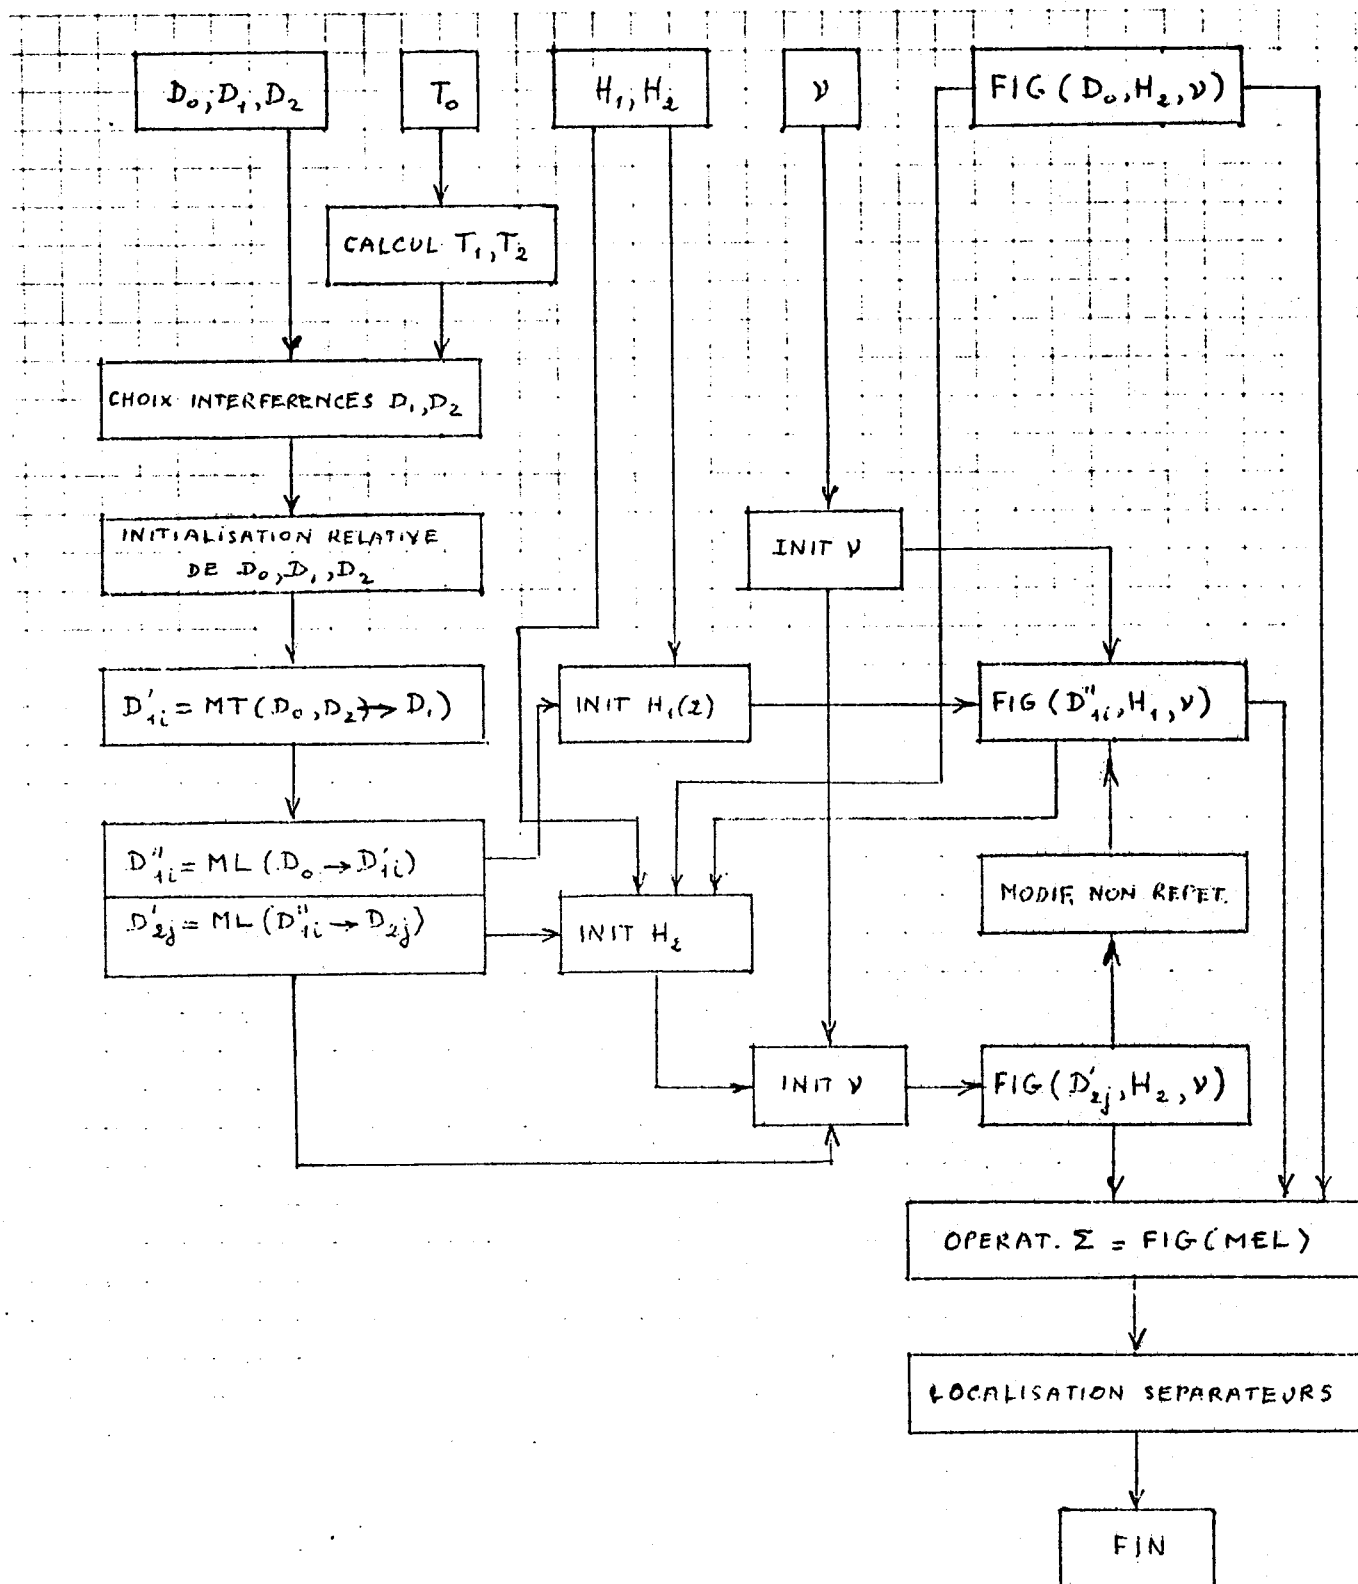 D₀, D₁, D₂
T₀
H₁, H₂
ν
FIG (D₀, H₂, ν)
CALCUL T₁, T₂
CHOIX INTERFERENCES D₁, D₂
INITIALISATION RELATIVE
DE D₀, D₁, D₂
INIT ν
D'₁ᵢ = MT (D₀, D₂) → D₁)
INIT H₁(2)
FIG (D"₁ᵢ, H₁, ν)
D"₁ᵢ = ML (D₀ → D'₁ᵢ)
MODIF. NON REPET.
D'₂ⱼ = ML (D"₁ᵢ → D₂ⱼ)
INIT H₂
INIT ν
FIG (D'₂ⱼ, H₂, ν)
OPERAT. Σ = FIG (MEL)
LOCALISATION SEPARATEURS
FIN